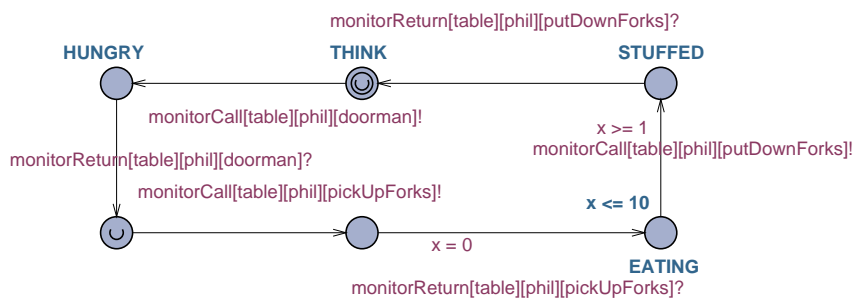 monitorReturn[table][phil][putDownForks]?
HUNGRY
THINK
STUFFED
monitorCall[table][phil][doorman]!
x >= 1
monitorCall[table][phil][putDownForks]!
monitorReturn[table][phil][doorman]?
monitorCall[table][phil][pickUpForks]!
x <= 10
x = 0
EATING
monitorReturn[table][phil][pickUpForks]?